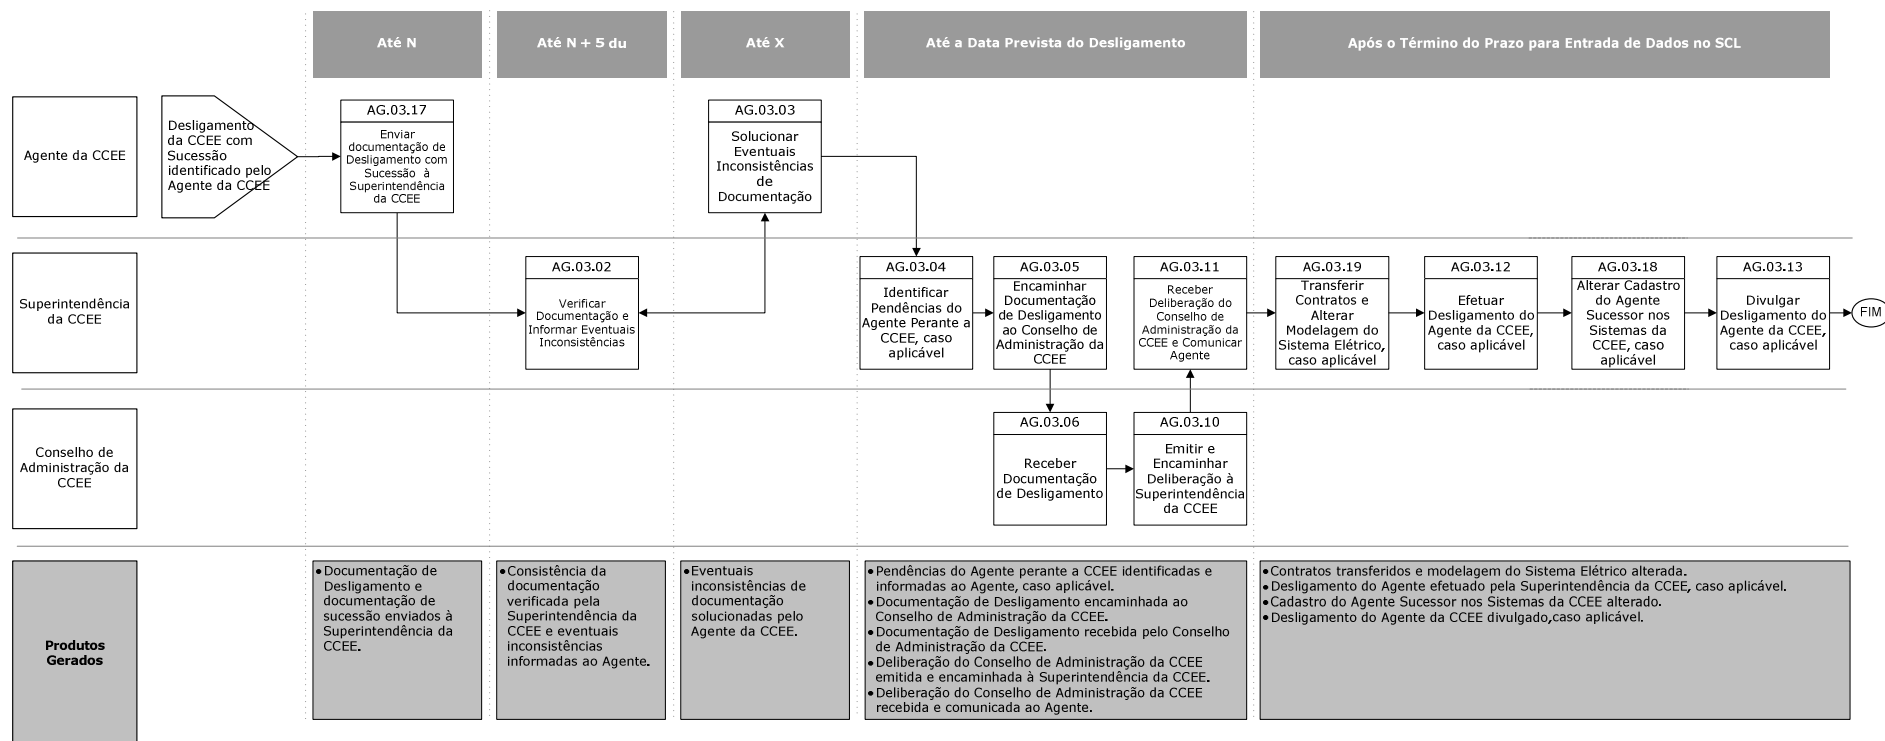 Até N
Até N + 5 du
Até X
Até a Data Prevista do Desligamento
Após o Término do Prazo para Entrada de Dados no SCL
Agente da CCEE
Desligamento
da CCEE com
Sucessão
identificado pelo
Agente da CCEE
AG.03.17
Enviar
documentação de
Desligamento com
Sucessão à
Superintendência
da CCEE
AG.03.03
Solucionar
Eventuais
Inconsistências
de
Documentação
Superintendência
da CCEE
AG.03.02
Verificar
Documentação e
Informar Eventuais
Inconsistências
AG.03.04
Identificar
Pendências do
Agente Perante a
CCEE, caso
aplicável
AG.03.05
Encaminhar
Documentação
de Desligamento
ao Conselho de
Administração da
CCEE
AG.03.11
Receber
Deliberação do
Conselho de
Administração da
CCEE e Comunicar
Agente
AG.03.19
Transferir
Contratos e
Alterar
Modelagem do
Sistema Elétrico,
caso aplicável
AG.03.12
Efetuar
Desligamento do
Agente da CCEE,
caso aplicável
AG.03.18
Alterar Cadastro
do Agente
Sucessor nos
Sistemas da
CCEE, caso
aplicável
AG.03.13
Divulgar
Desligamento do
Agente da CCEE,
caso aplicável
FIM
Conselho de
Administração da
CCEE
AG.03.06
Receber
Documentação
de Desligamento
AG.03.10
Emitir e
Encaminhar
Deliberação à
Superintendência
da CCEE
Produtos
Gerados
•Documentação de
Desligamento e
documentação de
sucessão enviados à
Superintendência da
CCEE.
•Consistência da
documentação
verificada pela
Superintendência da
CCEE e eventuais
inconsistências
informadas ao Agente.
•Eventuais
inconsistências de
documentação
solucionadas pelo
Agente da CCEE.
•Pendências do Agente perante a CCEE identificadas e
informadas ao Agente, caso aplicável.
•Documentação de Desligamento encaminhada ao
Conselho de Administração da CCEE.
•Documentação de Desligamento recebida pelo Conselho
de Administração da CCEE.
•Deliberação do Conselho de Administração da CCEE
emitida e encaminhada à Superintendência da CCEE.
•Deliberação do Conselho de Administração da CCEE
recebida e comunicada ao Agente.
•Contratos transferidos e modelagem do Sistema Elétrico alterada.
•Desligamento do Agente efetuado pela Superintendência da CCEE, caso aplicável.
•Cadastro do Agente Sucessor nos Sistemas da CCEE alterado.
•Desligamento do Agente da CCEE divulgado,caso aplicável.